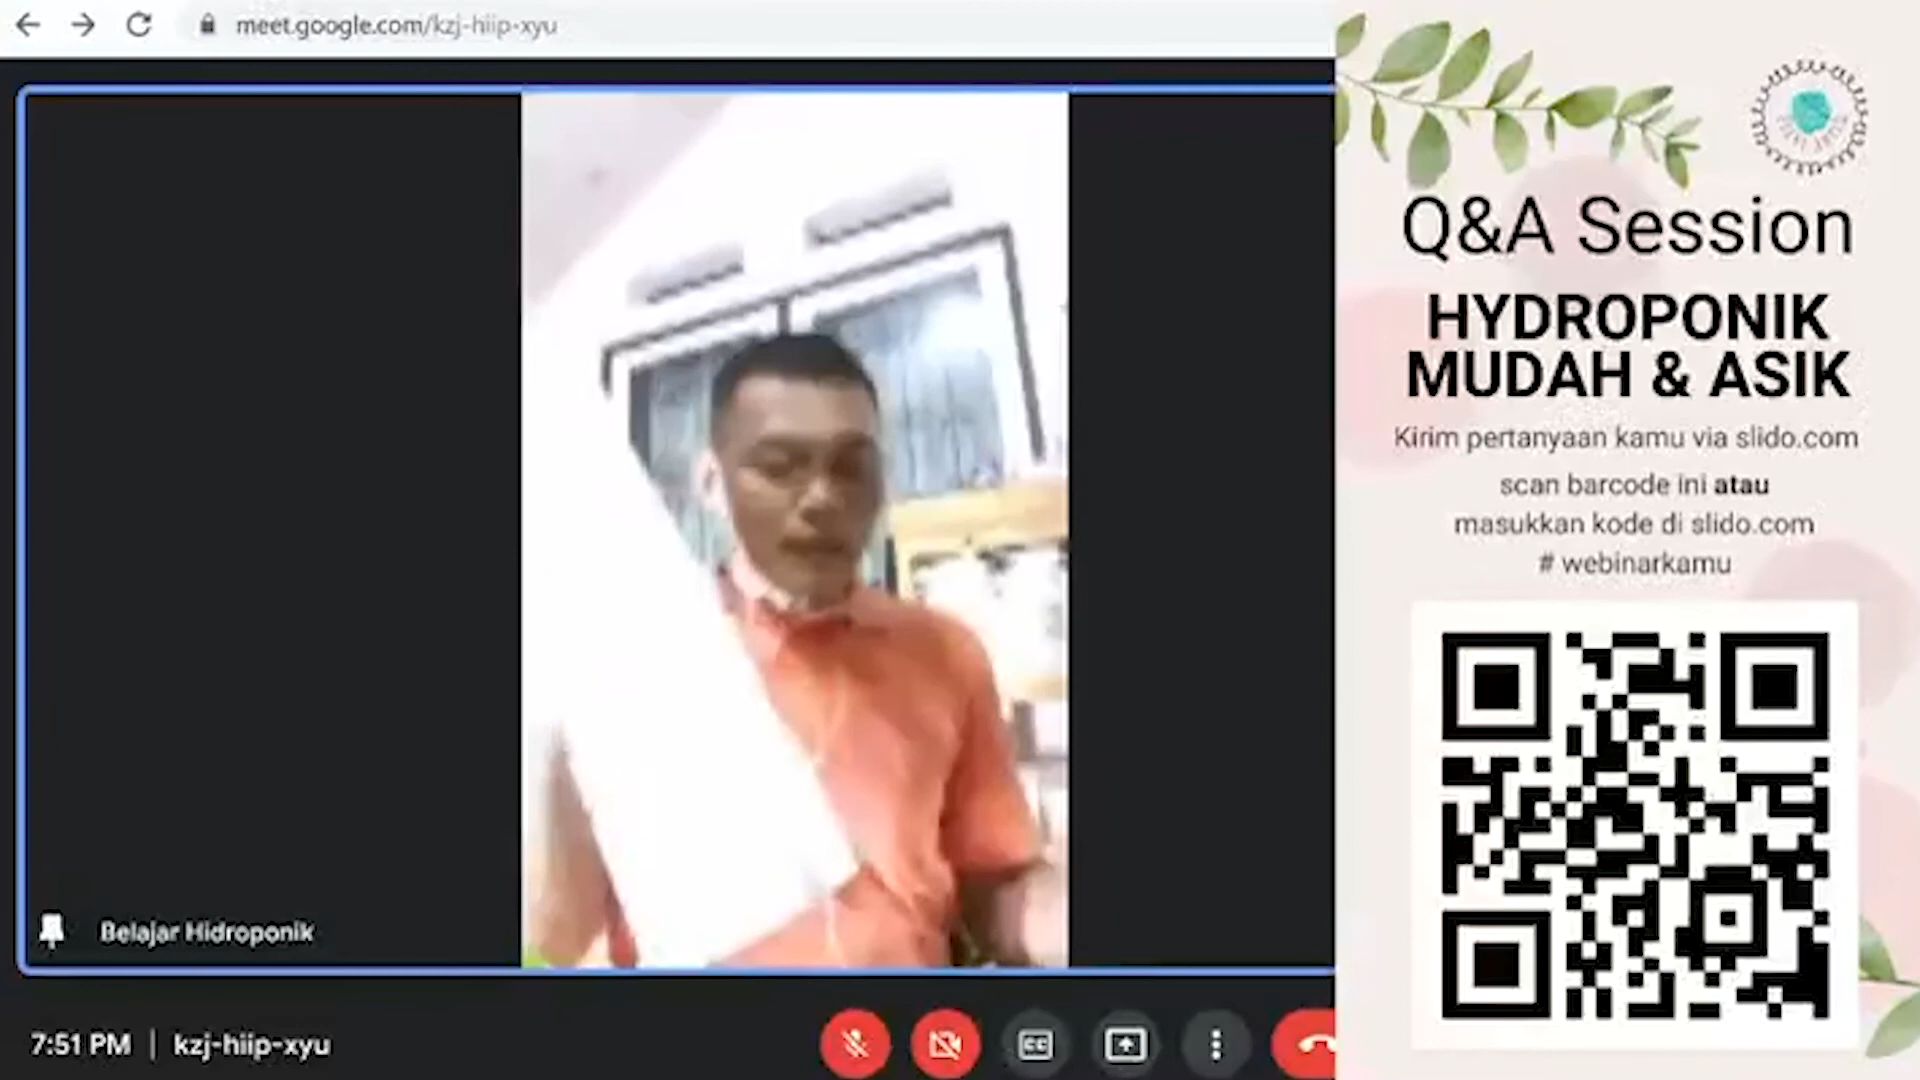 meet.google.com/kzj-hiip-xyu
Q&A Session
HYDROPONIK
MUDAH & ASIK
Kirim pertanyaan kamu via slido.com
scan barcode ini atau
masukkan kode di slido.com
# webinarkamu
Belajar Hidroponik
7:51 PM | kzj-hiip-xyu
CC